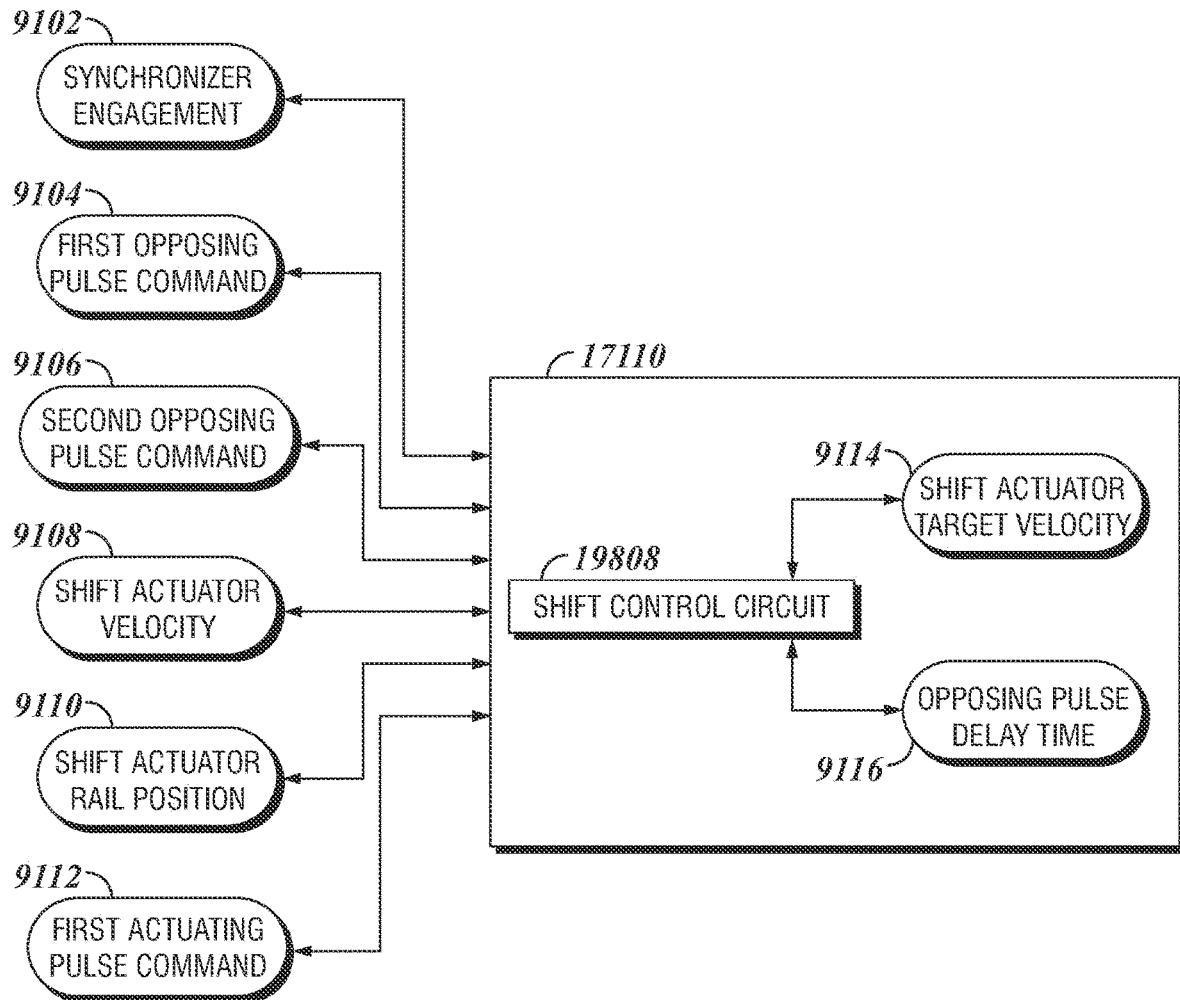 9102
SYNCHRONIZER
ENGAGEMENT
9104
FIRST OPPOSING
PULSE COMMAND
9106
SECOND OPPOSING
PULSE COMMAND
9108
SHIFT ACTUATOR
VELOCITY
9110
SHIFT ACTUATOR
RAIL POSITION
9112
FIRST ACTUATING
PULSE COMMAND
17110
9114
SHIFT ACTUATOR
TARGET VELOCITY
19808
SHIFT CONTROL CIRCUIT
OPPOSING PULSE
DELAY TIME
9116